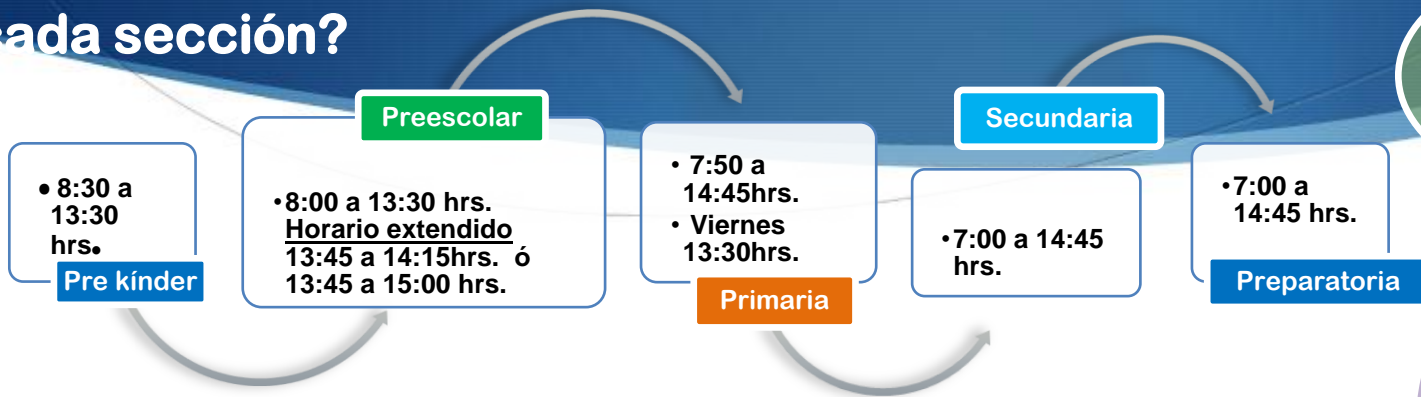 cada sección?
Pre kínder
• 8:30 a
13:30
hrs.
Preescolar
•8:00 a 13:30 hrs.
Horario extendido
13:45 a 14:15hrs. ó
13:45 a 15:00 hrs.
Primaria
• 7:50 a
14:45hrs.
• Viernes
13:30hrs.
Secundaria
•7:00 a 14:45
hrs.
Preparatoria
•7:00 a
14:45 hrs.